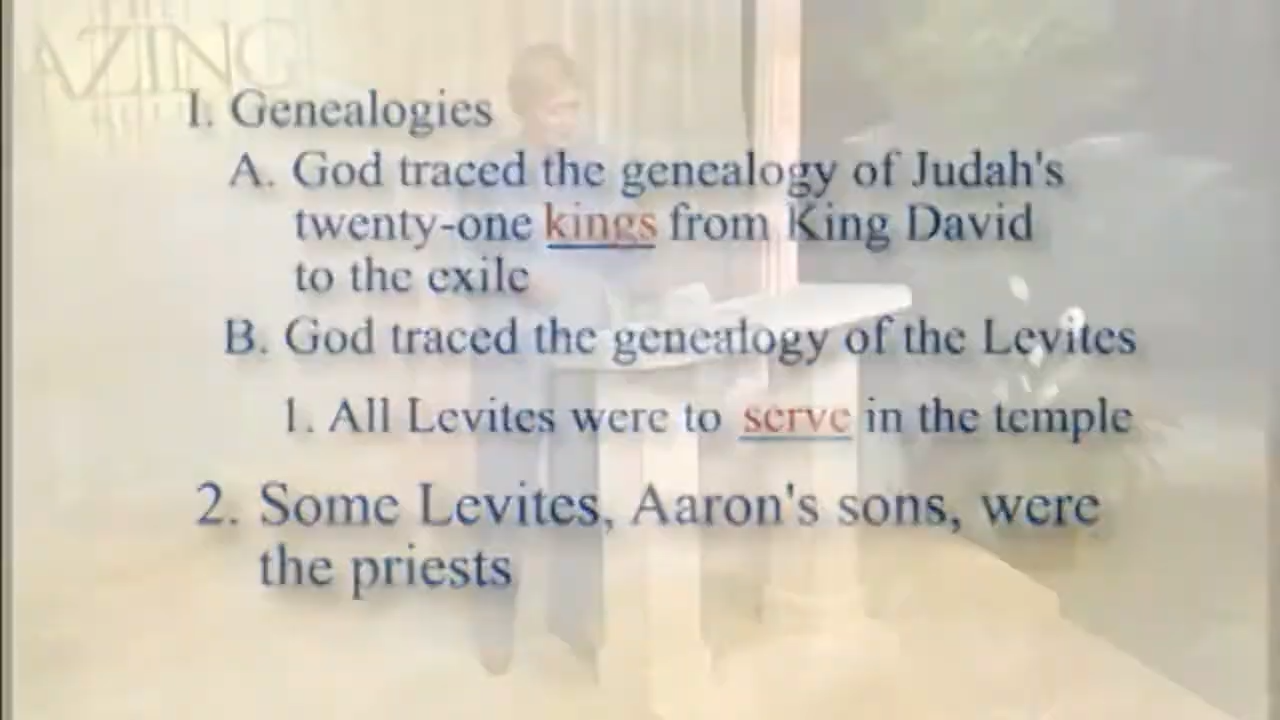 AZING
I. Genealogies
A. God traced the genealogy of Judah's
twenty-one kings from King David
to the exile
B. God traced the genealogy of the Levites
1. All Levites were to serve in the temple
2. Some Levites, Aaron's sons, were
the priests